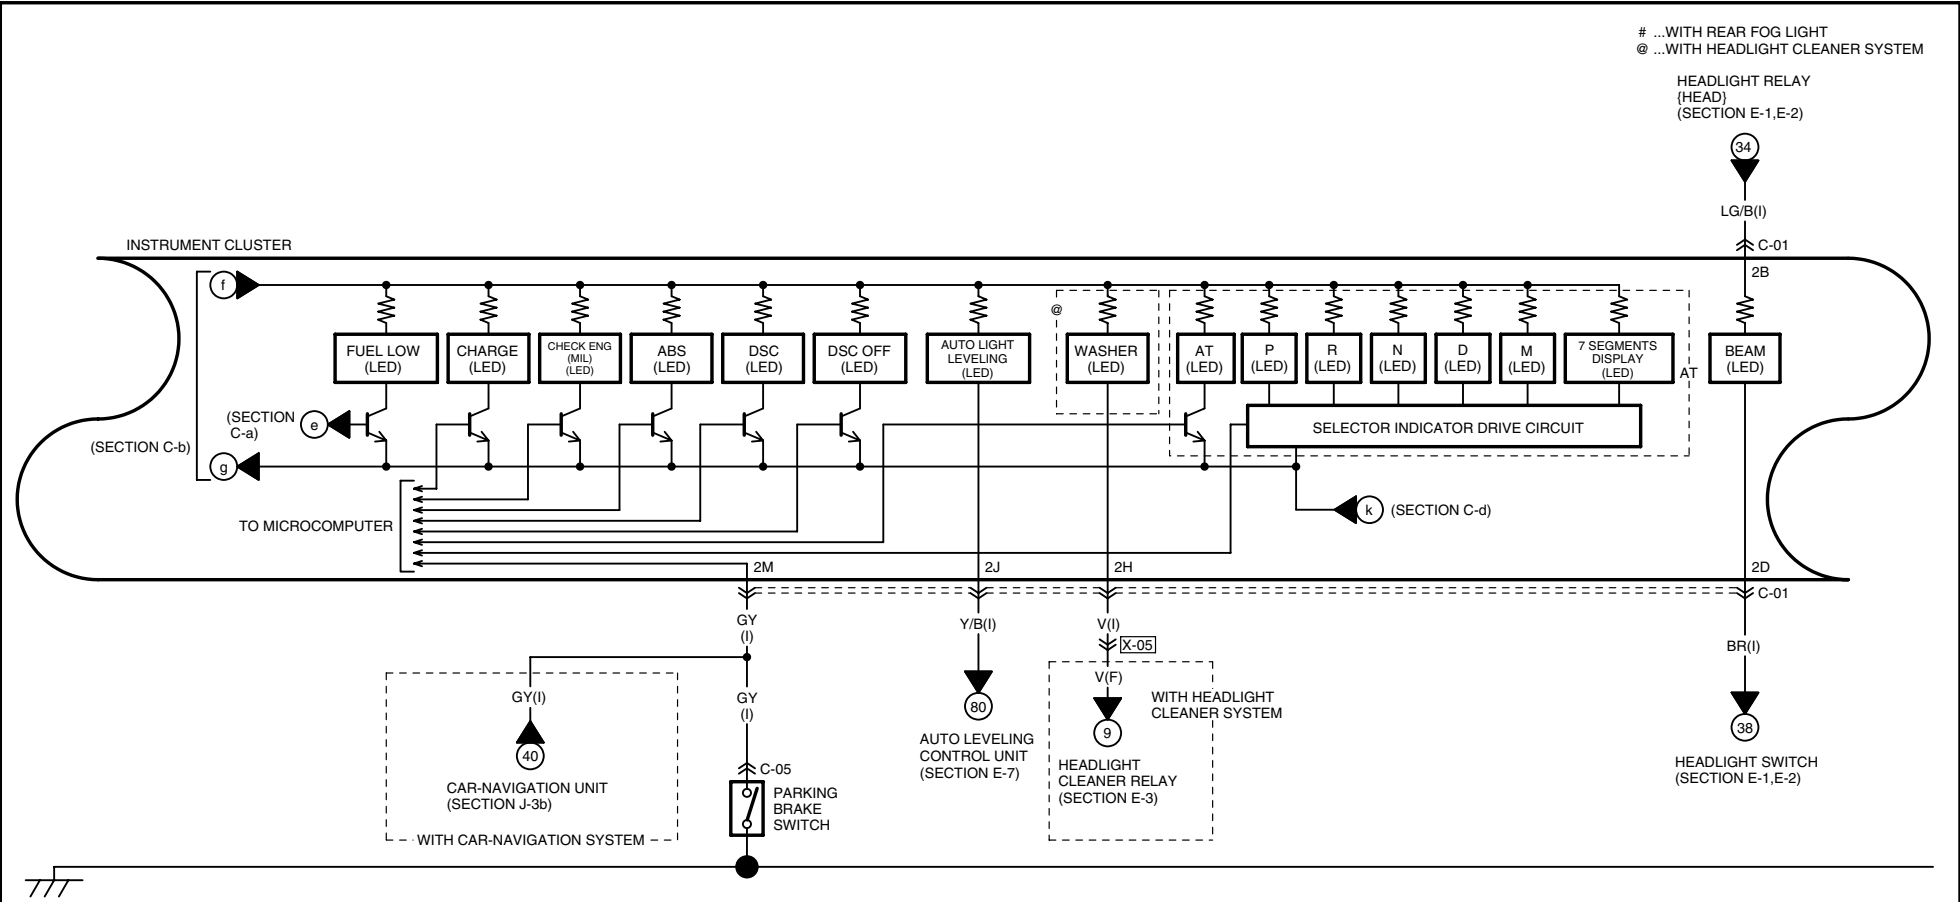 # ...WITH REAR FOG LIGHT
@ ...WITH HEADLIGHT CLEANER SYSTEM
HEADLIGHT RELAY
{HEAD}
(SECTION E-1,E-2)
34
LG/B(I)
C-01
INSTRUMENT CLUSTER
2B
f
@
FUEL LOW
(LED)
CHARGE
(LED)
CHECK ENG
(MIL)
(LED)
ABS
(LED)
DSC
(LED)
DSC OFF
(LED)
AUTO LIGHT
LEVELING
(LED)
WASHER
(LED)
AT
(LED)
P
(LED)
R
(LED)
N
(LED)
D
(LED)
M
(LED)
7 SEGMENTS
DISPLAY
(LED)
AT
BEAM
(LED)
(SECTION
C-a)
e
SELECTOR INDICATOR DRIVE CIRCUIT
(SECTION C-b)
g
k
(SECTION C-d)
TO MICROCOMPUTER
2M
2J
2H
2D
C-01
GY
(I)
Y/B(I)
V(I)
X-05
BR(I)
GY(I)
GY
(I)
V(F)
WITH HEADLIGHT
CLEANER SYSTEM
40
80
9
38
CAR-NAVIGATION UNIT
(SECTION J-3b)
WITH CAR-NAVIGATION SYSTEM
C-05
PARKING
BRAKE
SWITCH
AUTO LEVELING
CONTROL UNIT
(SECTION E-7)
HEADLIGHT
CLEANER RELAY
(SECTION E-3)
HEADLIGHT SWITCH
(SECTION E-1,E-2)